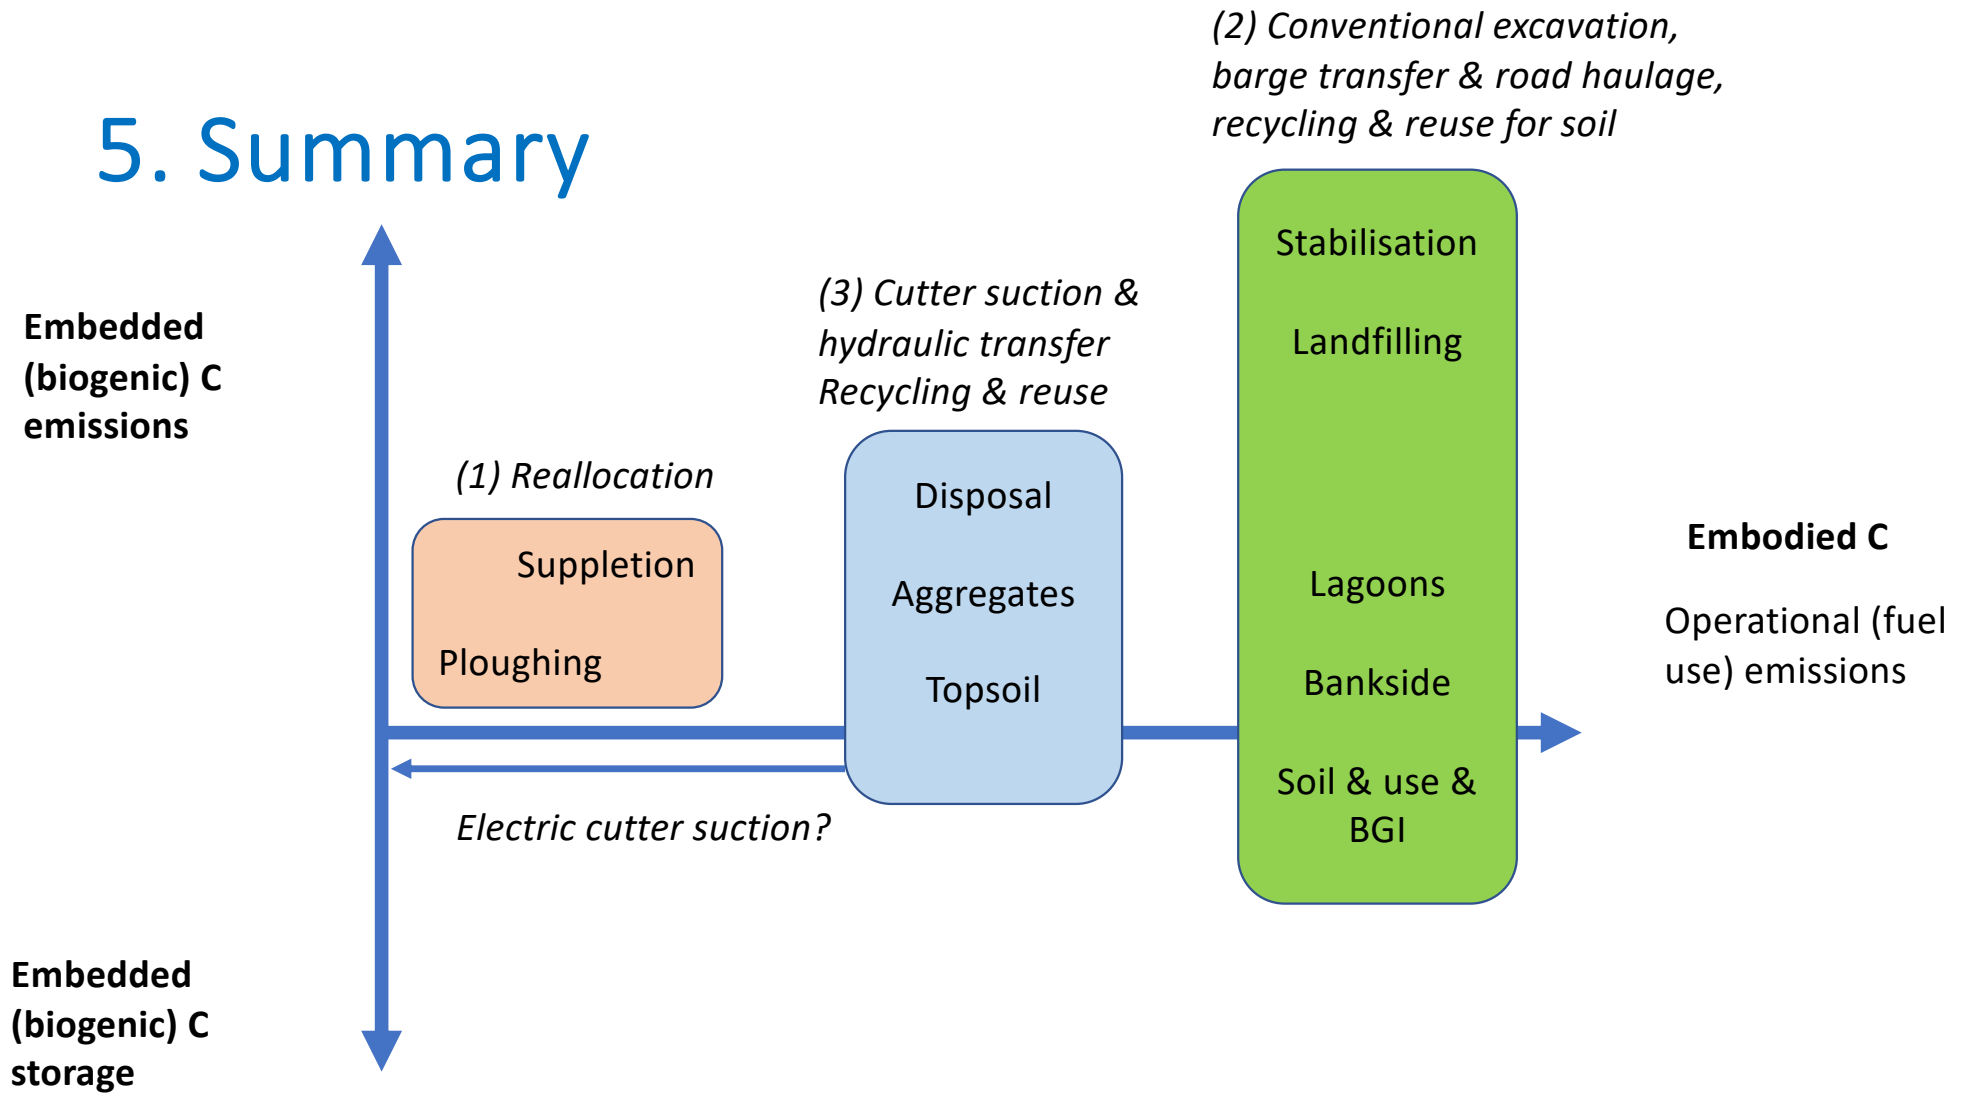 5. Summary
(2) Conventional excavation,
barge transfer & road haulage,
recycling & reuse for soil
Embedded
(biogenic) C
emissions
(1) Reallocation
Suppletion
Ploughing
(3) Cutter suction &
hydraulic transfer
Recycling & reuse
Disposal
Aggregates
Topsoil
Stabilisation
Landfilling
Lagoons
Bankside
Soil & use &
BGI
Embodied C
Operational (fuel
use) emissions
Electric cutter suction?
Embedded
(biogenic) C
storage